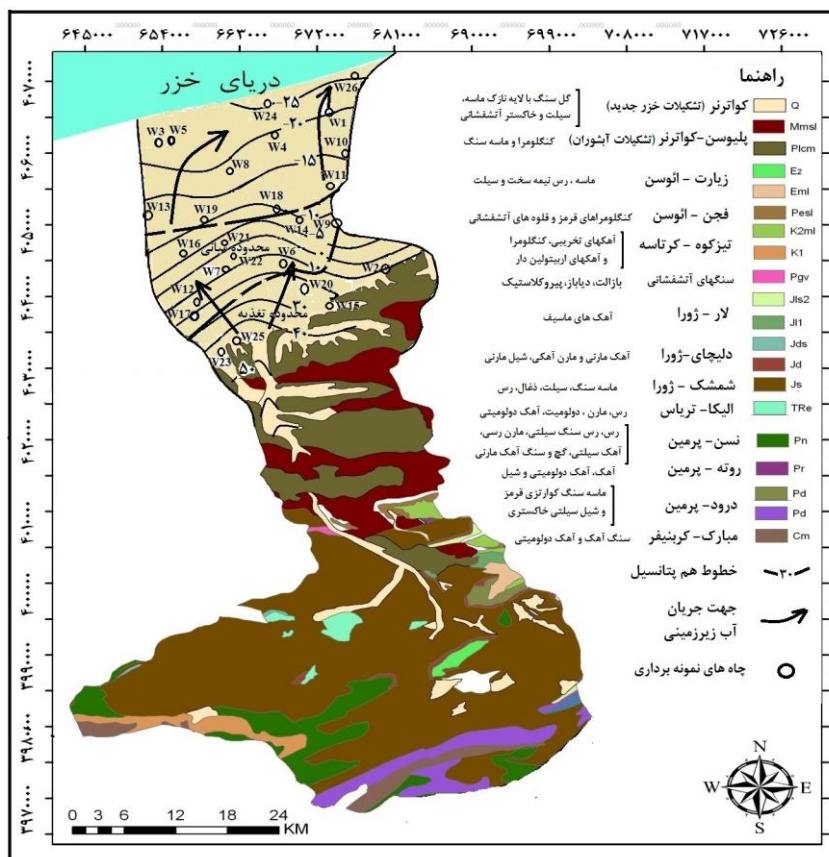 ۶۴۵۰۰۰ ۶۵۴۰۰۰ ۶۶۳۰۰۰ ۶۷۲۰۰۰ ۶۸۱۰۰۰ ۶۹۰۰۰۰ ۶۹۹۰۰۰ ۷۰۸۰۰۰ ۷۱۷۰۰۰ ۷۲۶۰۰۰
۴۰۷۰۰۰۰
۴۰۶۰۰۰۰
۴۰۵۰۰۰۰
۴۰۴۰۰۰۰
۴۰۳۰۰۰۰
۴۰۲۰۰۰۰
۴۰۱۰۰۰۰
۴۰۰۰۰۰۰
۳۹۹۰۰۰۰
۳۹۸۰۶۰۰
۳۹۷۰۰۰۰
دریای خزر
W26
-۲۵
W24
W1
-۲۰
W3
W5
W4
W10
-۱۵
W8
W11
W13
W18
W19
-۱۰
W14
-۵
W9
W21
محدوده میانی
W16
W22
W6
W7
۱۰
W2
W20
W12
W17
۳۰
W15
محدوده تغذیه
۴۰
W25
W23
۵۰
راهنما
Q کواترنر (تشکیلات خزر جدید) گل سنگ با لایه نازک ماسه،
سیلت و خاکستر آتشفشانی
Mmsl
Plcm پلیوسن-کواترنر (تشکیلات آبشوران) کنگلومرا و ماسه سنگ
Ez زیارت - ائوسن ماسه ، رس نیمه سخت و سیلت
Eml
Pesl فجن - ائوسن کنگلومراهای قرمز و قلوه های آتشفشانی
K2ml تیزکوه - کرتاسه آهکهای تخریبی، کنگلومرا
و آهکهای اربیتولین دار
K1
Pgv سنگهای آتشفشانی بازالت، دیاباز، پیروکلاستیک
Jls2
Jl1 لار - ژورا آهک های ماسیف
Jds
Jd دلیچای-ژورا آهک مارنی و مارن آهکی، شیل مارنی
Js شمشک - ژورا ماسه سنگ، سیلت، ذغال، رس
TRe الیکا- تریاس رس، مارن ، دولومیت، آهک دولومیتی
Pn نسن- پرمین رس، رس سنگ سیلتی، مارن رسی،
آهک سیلتی، گچ و سنگ آهک مارنی
Pr روته - پرمین آهک، آهک دولومیتی و شیل
Pd درود- پرمین ماسه سنگ کوارتزی قرمز
Pd و شیل سیلتی خاکستری
Cm مبارک- کربنیفر سنگ آهک و آهک دولومیتی
خطوط هم پتانسیل ۳۰
جهت جریان
آب زیرزمینی
چاه های نمونه برداری
N
W E
S
0 3 6 12 18 24
KM